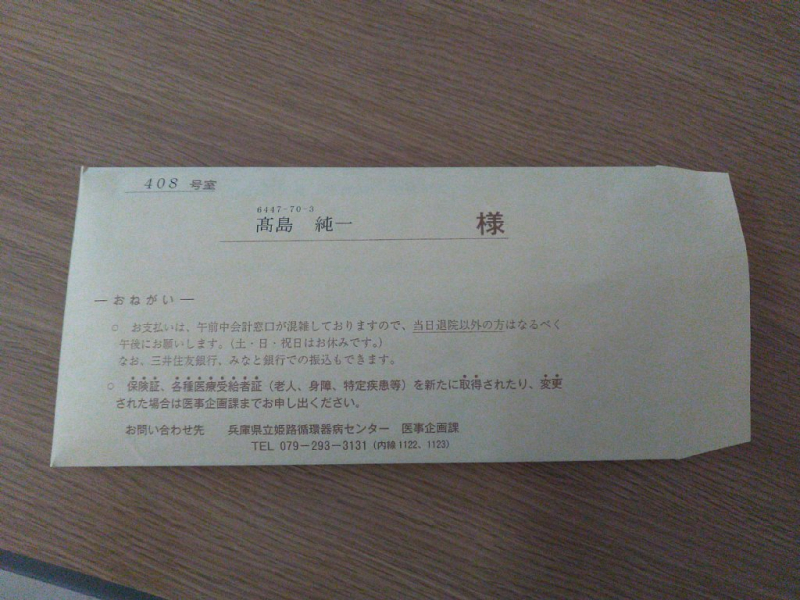 408 号室
6447-70-3
髙島 純一 様
― おねがい ―
○ お支払いは、午前中会計窓口が混雑しておりますので、当日退院以外の方はなるべく
午後にお願いします。(土・日・祝日はお休みです。)
なお、三井住友銀行、みなと銀行での振込もできます。
○ 保険証、各種医療受給者証(老人、身障、特定疾患等)を新たに取得されたり、変更
された場合は医事企画課までお申し出ください。
お問い合わせ先 兵庫県立姫路循環器病センター 医事企画課
TEL 079-293-3131(内線1122、1123)